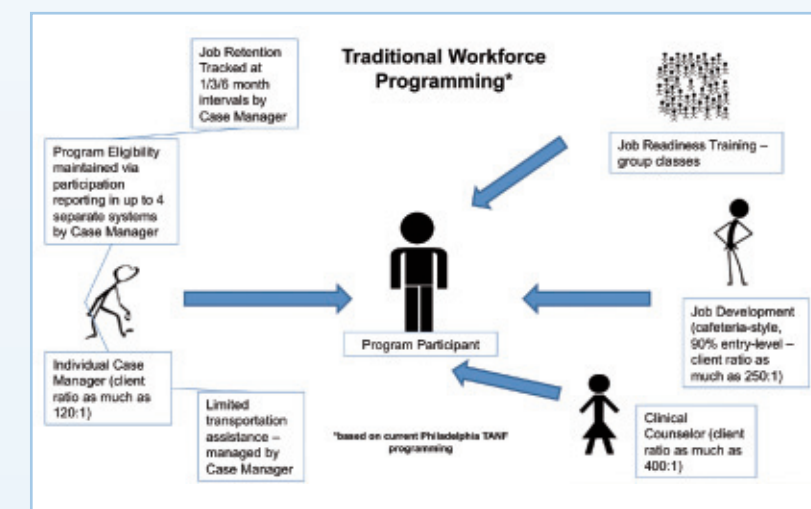 Traditional Workforce
Programming*
Job Retention
Tracked at
1/3/6 month
intervals by
Case Manager
Program Eligibility
maintained via
participation
reporting in up to 4
separate systems
by Case Manager
Individual Case
Manager (client
ratio as much as
120:1)
Limited
transportation
assistance –
managed by
Case Manager
Program Participant
*based on current Philadelphia TANF
programming
Job Readiness Training –
group classes
Job Development
(cafeteria-style,
90% entry-level –
client ratio as
much as 250:1)
Clinical
Counselor (client
ratio as much as
400:1)